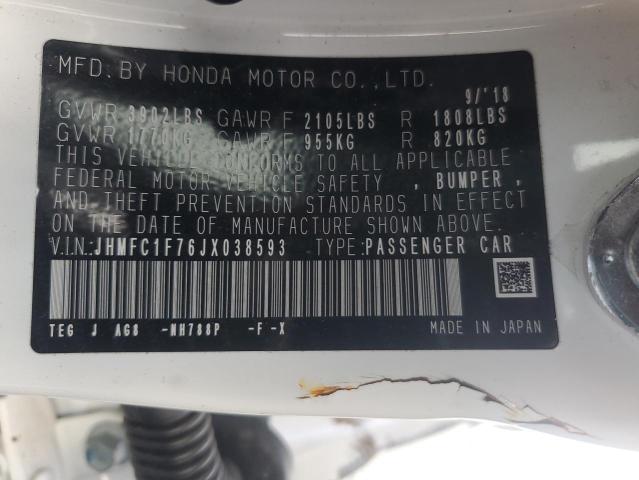 MFD. BY HONDA MOTOR CO., LTD.
9/'18
GVWR 3902LBS GAWR F 2105LBS R 1808LBS
GVWR 1770KG GAWR F 955KG R 820KG
THIS VEHICLE CONFORMS TO ALL APPLICABLE
FEDERAL MOTOR VEHICLE SAFETY , BUMPER ,
AND THEFT PREVENTION STANDARDS IN EFFECT
ON THE DATE OF MANUFACTURE SHOWN ABOVE.
V.I.N.: JHMFC1F76JX038593 TYPE: PASSENGER CAR
TEG J AG8 -NH788P -F -X
MADE IN JAPAN